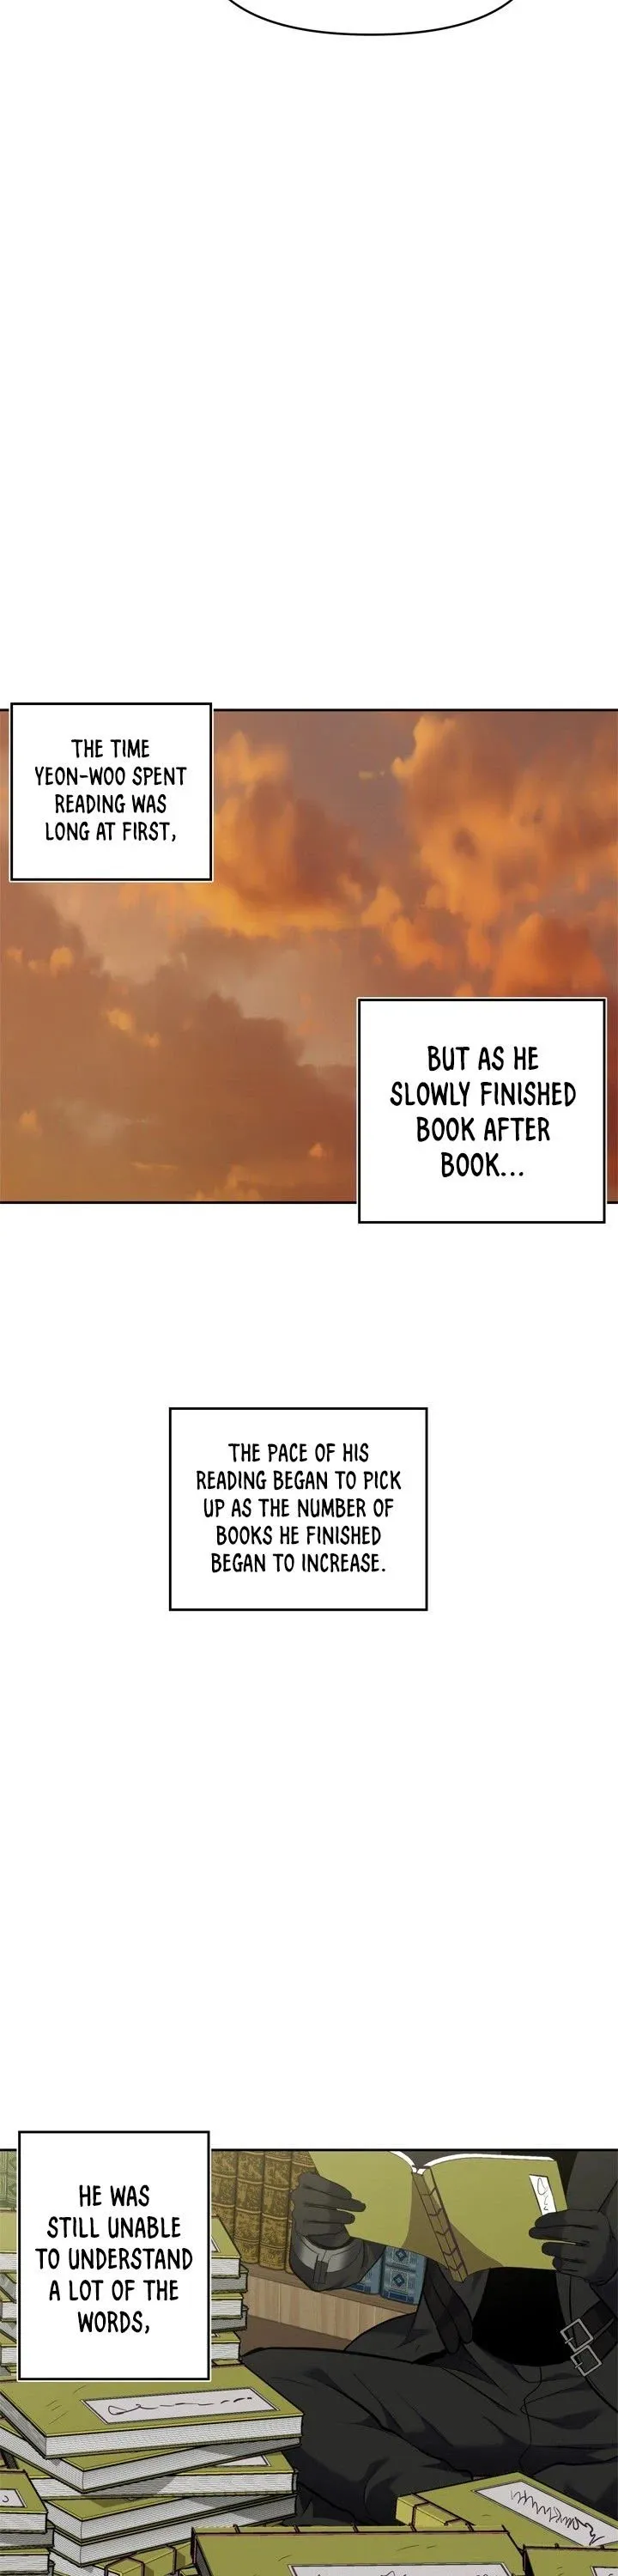 THE TIME
YEON-WOO SPENT
READING WAS
LONG AT FIRST,
BUT AS HE
SLOWLY FINISHED
BOOK AFTER
BOOK...
THE PACE OF HIS
READING BEGAN TO PICK
UP AS THE NUMBER OF
BOOKS HE FINISHED
BEGAN TO INCREASE.
HE WAS
STILL UNABLE
TO UNDERSTAND
A LOT OF THE
WORDS,